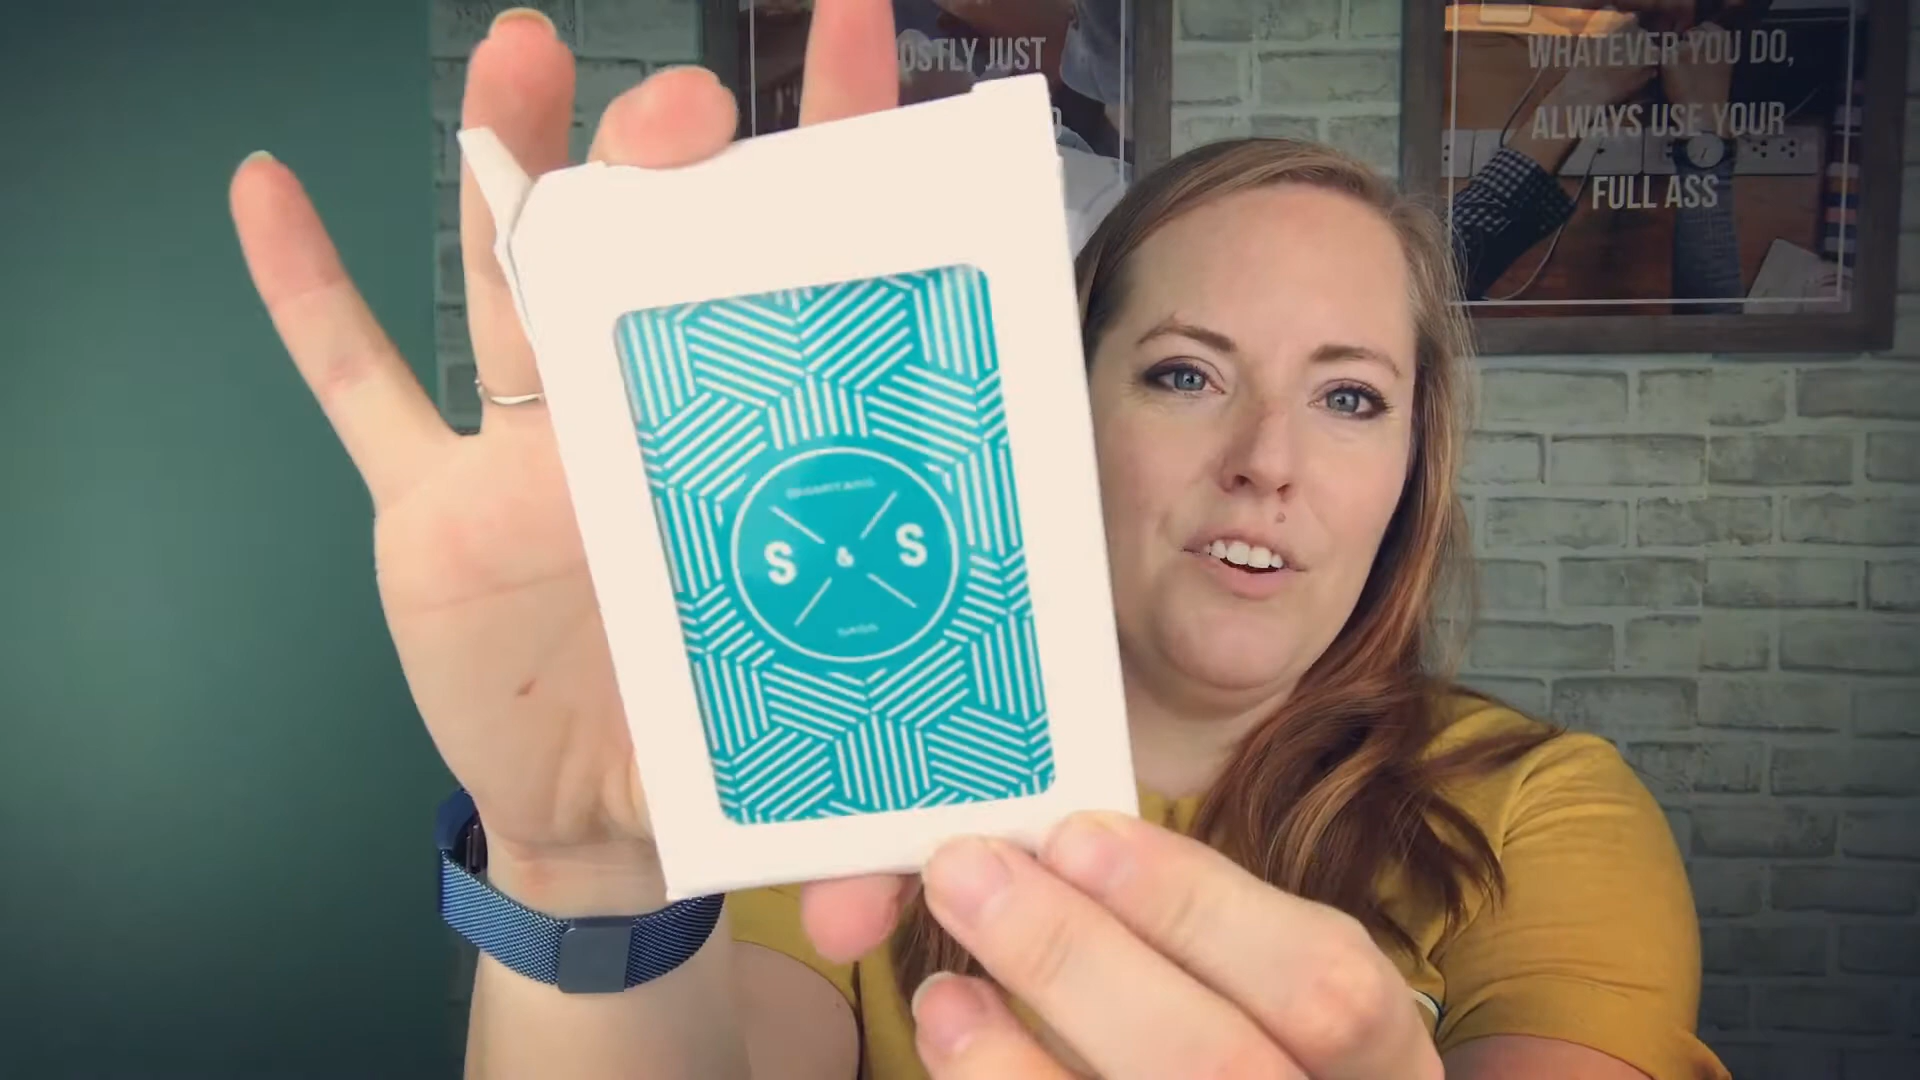 OSTLY JUST
WHATEVER YOU DO,
ALWAYS USE YOUR
FULL ASS
S & S